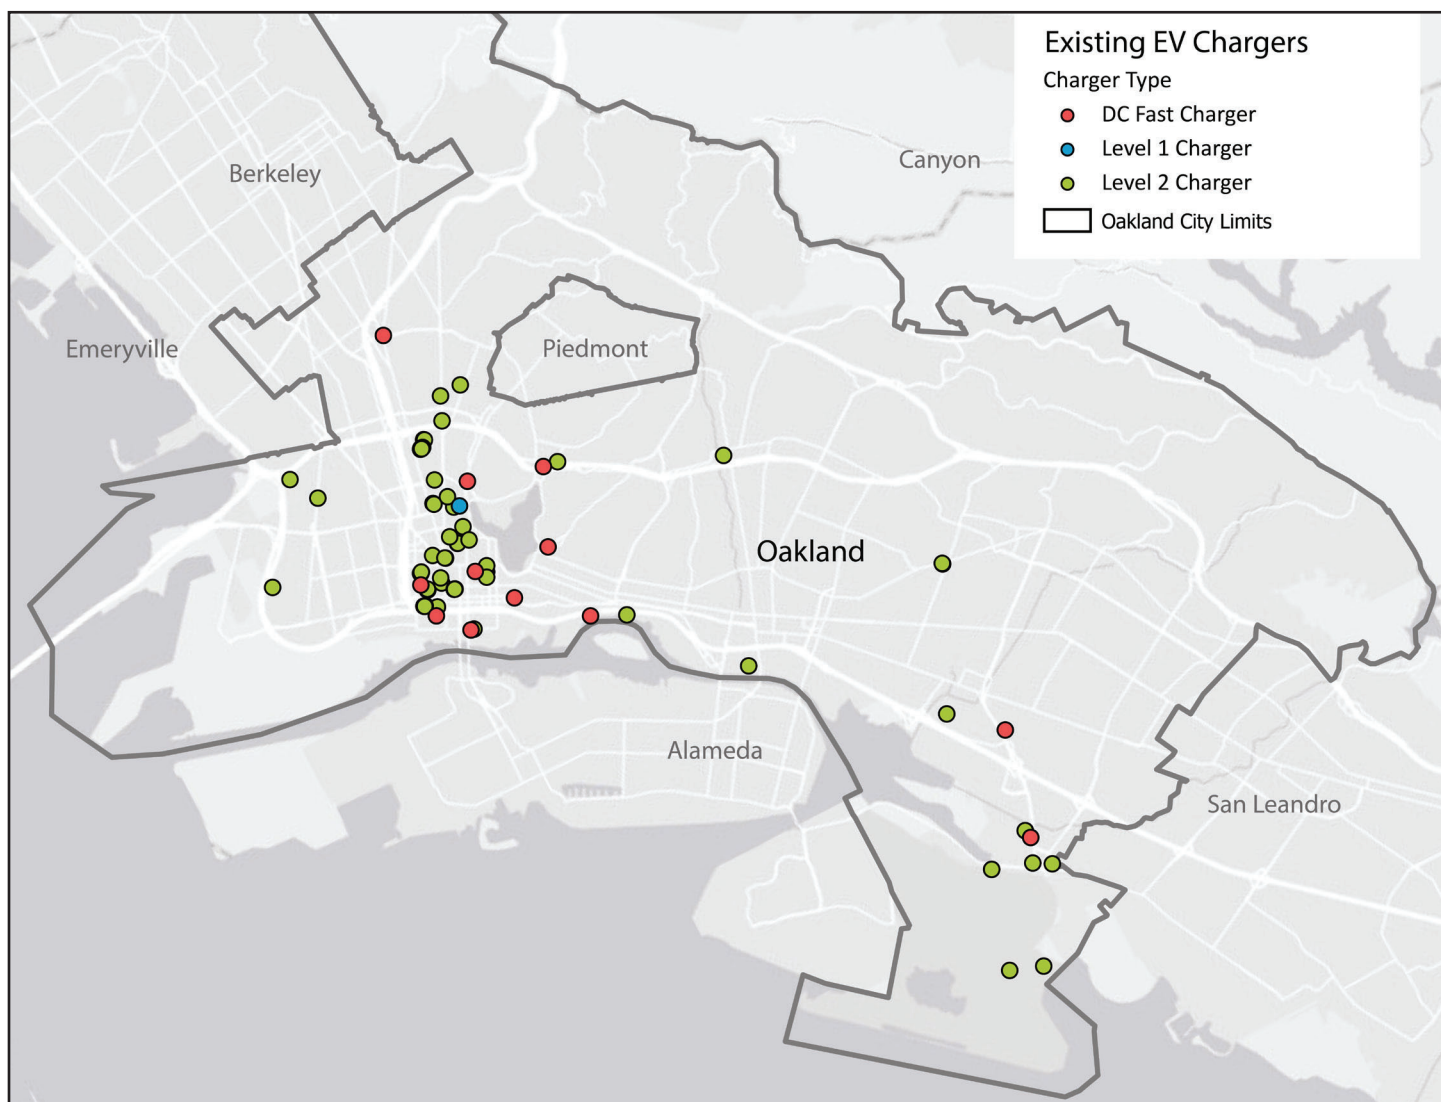 Existing EV Chargers
Charger Type
DC Fast Charger
Level 1 Charger
Level 2 Charger
Oakland City Limits
Canyon
Berkeley
Emeryville
Piedmont
Oakland
Alameda
San Leandro